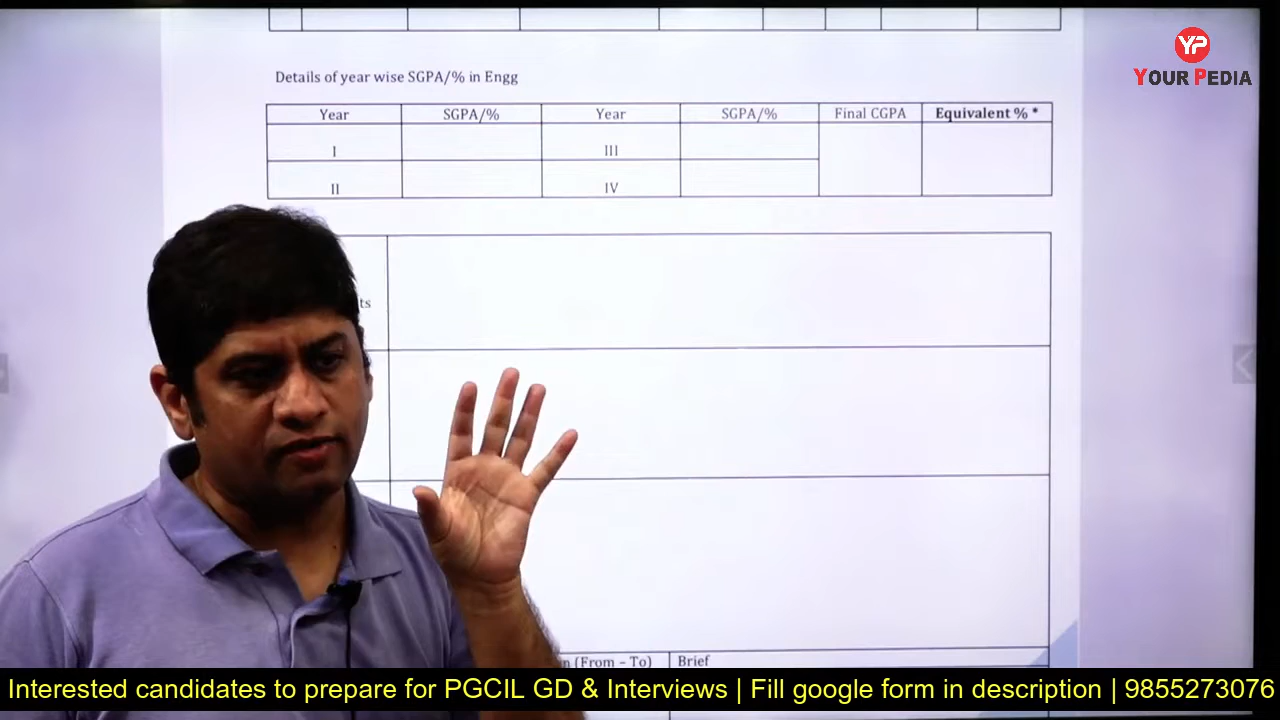 YP
YOUR PEDIA
Details of year wise SGPA/% in Engg
Year SGPA/% Year SGPA/% Final CGPA Equivalent % *
I III
II IV
ts
n (From – To) Brief
Interested candidates to prepare for PGCIL GD & Interviews | Fill google form in description | 9855273076